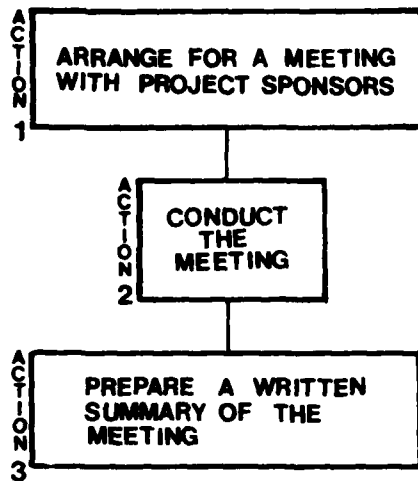 ACTION 1
ARRANGE FOR A MEETING
WITH PROJECT SPONSORS
ACTION 2
CONDUCT
THE
MEETING
ACTION 3
PREPARE A WRITTEN
SUMMARY OF THE
MEETING